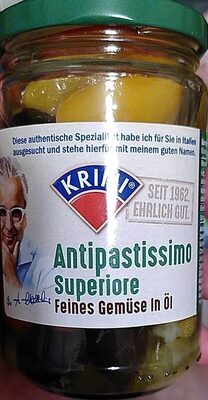 Diese authentische Spezialität habe ich für Sie in Italien
ausgesucht und stehe hierfür mit meinem guten Namen.
KRINI®
SEIT 1962
EHRLICH GUT.
Antipastissimo
Superiore
Feines Gemüse In Öl